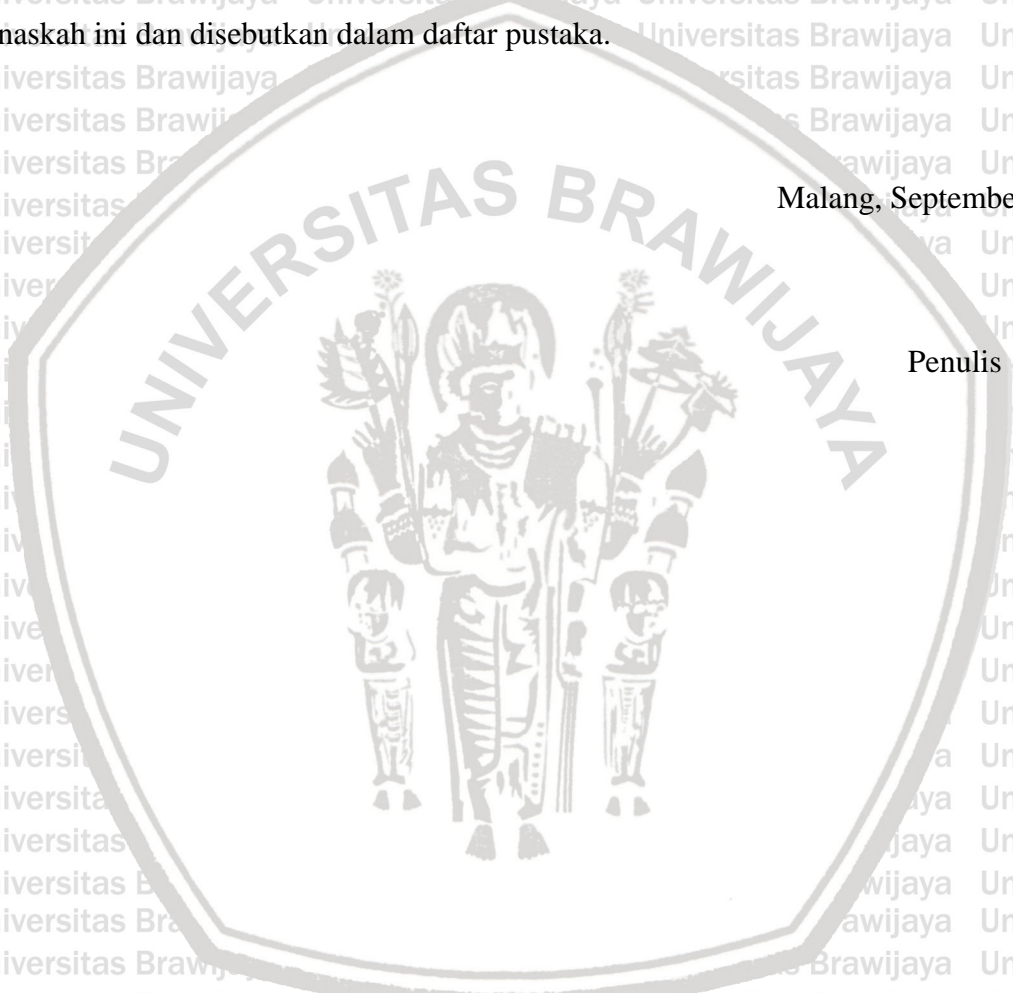 naskah ini dan disebutkan dalam daftar pustaka.
Malang, Septembe
Penulis
UNIVERSITAS BRAWIJAYA